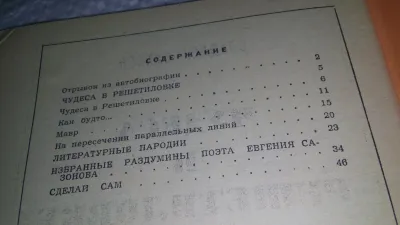 СОДЕРЖАНИЕ
Отрывки из автобиографии . . . . . . . . 2
ЧУДЕСА В РЕШЕТИЛОВКЕ . . . . . . . . 5
Чудеса в Решетиловке . . . . . . . . 6
Как будто... . . . . . . . . 11
Мавр . . . . . . . . 15
На пересечении параллельных линий . . . . 20
ЛИТЕРАТУРНЫЕ ПАРОДИИ . . . . . . . . 23
ИЗБРАННЫЕ РАЗДУМИНЫ ПОЭТА ЕВГЕНИЯ СА-
ЗОНОВА . . . . . . . . 34
СДЕЛАЙ САМ . . . . . . . . 46